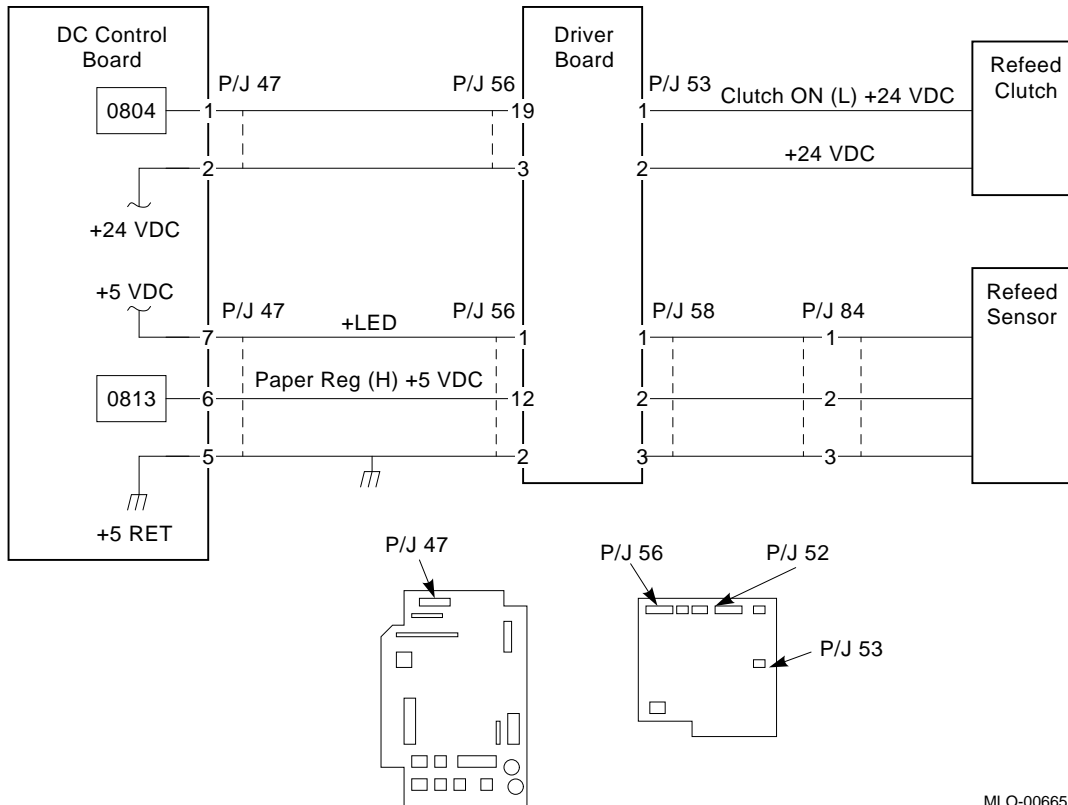 DC Control
Board
Driver
Board
Refeed
Clutch
P/J 47
P/J 56
P/J 53
Clutch ON (L) +24 VDC
0804
1
19
1
+24 VDC
2
3
2
+24 VDC
+5 VDC
Refeed
Sensor
P/J 47
+LED
P/J 56
P/J 58
P/J 84
7
1
1
1
Paper Reg (H) +5 VDC
0813
6
12
2
2
5
2
3
3
+5 RET
P/J 47
P/J 56
P/J 52
P/J 53
MLO-00665